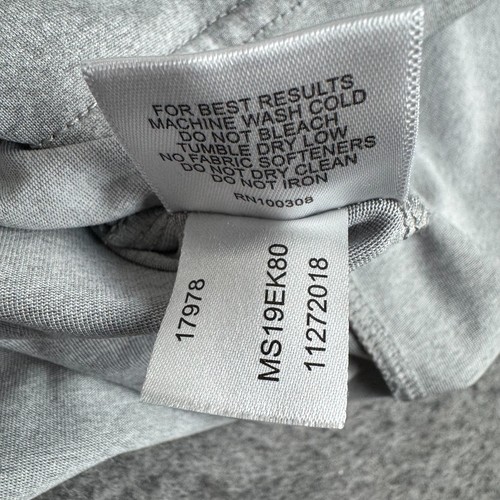 FOR BEST RESULTS
MACHINE WASH COLD
DO NOT BLEACH
TUMBLE DRY LOW
NO FABRIC SOFTENERS
DO NOT DRY CLEAN
DO NOT IRON
RN100308
17978
MS19EK80
11272018